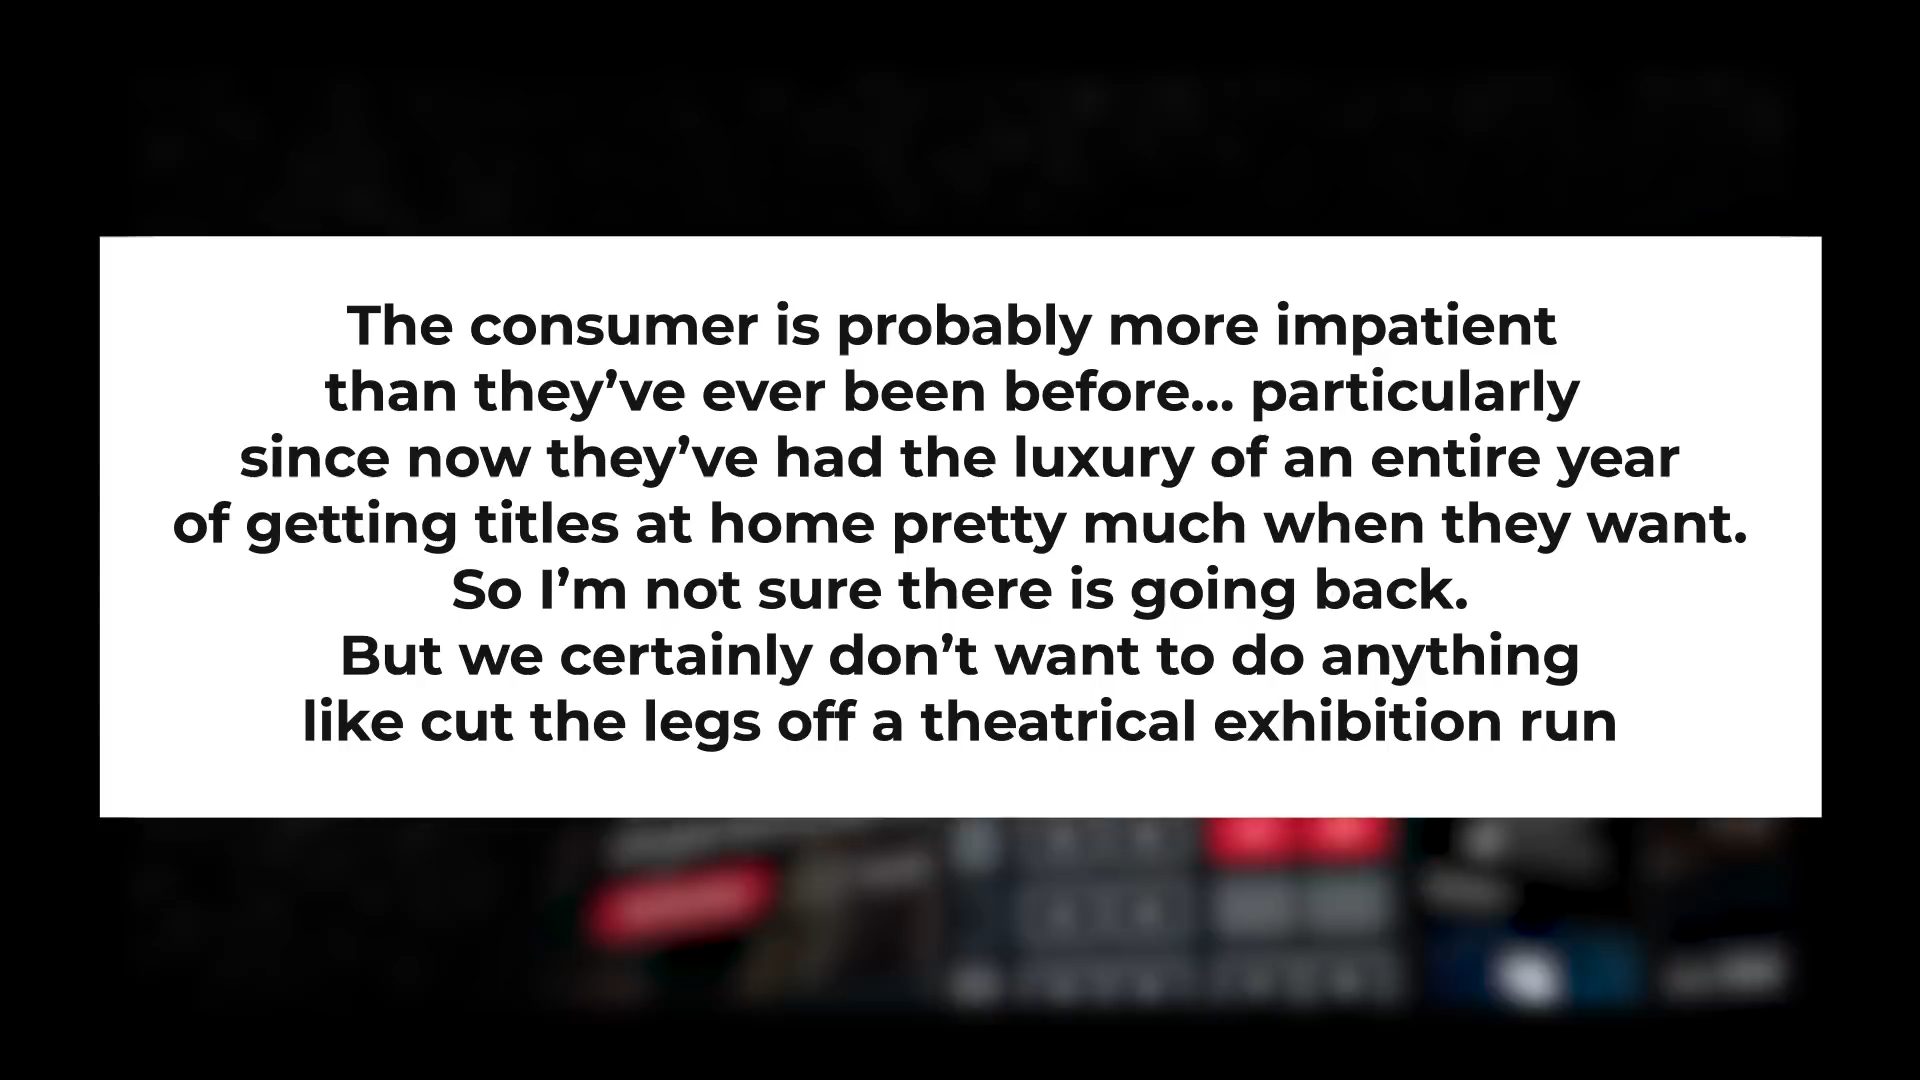 The consumer is probably more impatient
than they’ve ever been before... particularly
since now they’ve had the luxury of an entire year
of getting titles at home pretty much when they want.
So I’m not sure there is going back.
But we certainly don’t want to do anything
like cut the legs off a theatrical exhibition run